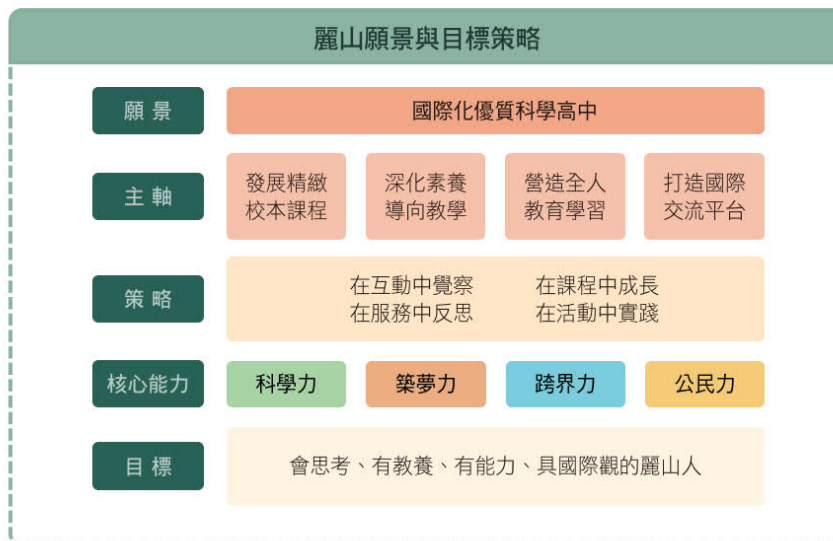 麗山願景與目標策略
願景
國際化優質科學高中
主軸
發展精緻
校本課程
深化素養
導向教學
營造全人
教育學習
打造國際
交流平台
策略
在互動中覺察
在課程中成長
在服務中反思
在活動中實踐
核心能力
科學力
築夢力
跨界力
公民力
目標
會思考、有教養、有能力、具國際觀的麗山人